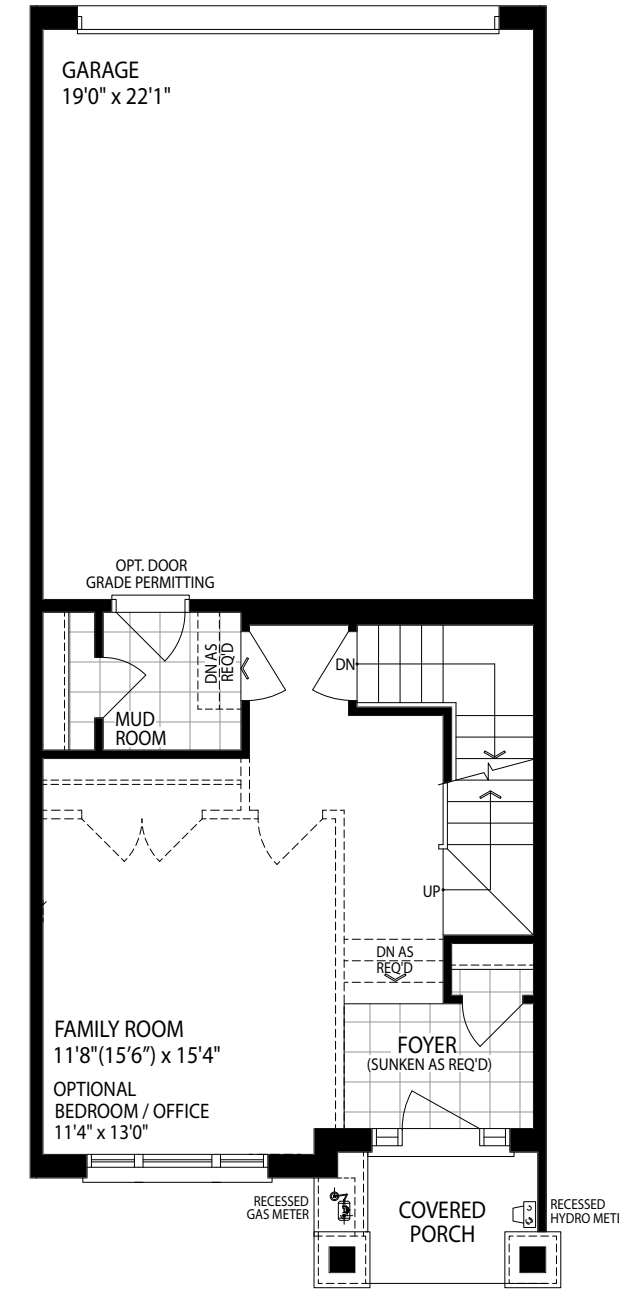 GARAGE
19'0" x 22'1"
OPT. DOOR
GRADE PERMITTING
DN AS
REQ'D
DN
MUD
ROOM
UP
DN AS
REQ'D
FAMILY ROOM
11'8"(15'6”) x 15'4"
OPTIONAL
BEDROOM / OFFICE
11'4" x 13'0"
FOYER
(SUNKEN AS REQ'D)
RECESSED
GAS METER
COVERED
PORCH
RECESSED
HYDRO METE